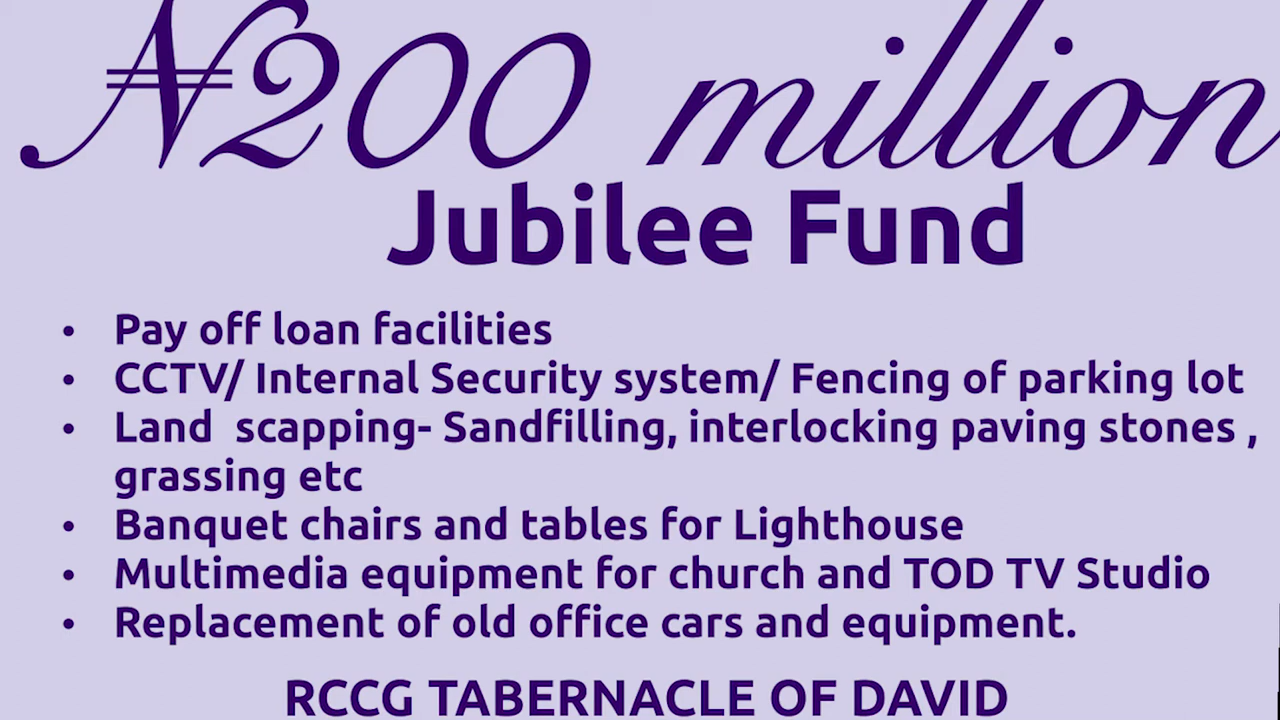 ₦200 million
Jubilee Fund
• Pay off loan facilities
• CCTV/ Internal Security system/ Fencing of parking lot
• Land  scapping- Sandfilling, interlocking paving stones ,
grassing etc
• Banquet chairs and tables for Lighthouse
• Multimedia equipment for church and TOD TV Studio
• Replacement of old office cars and equipment.
RCCG TABERNACLE OF DAVID